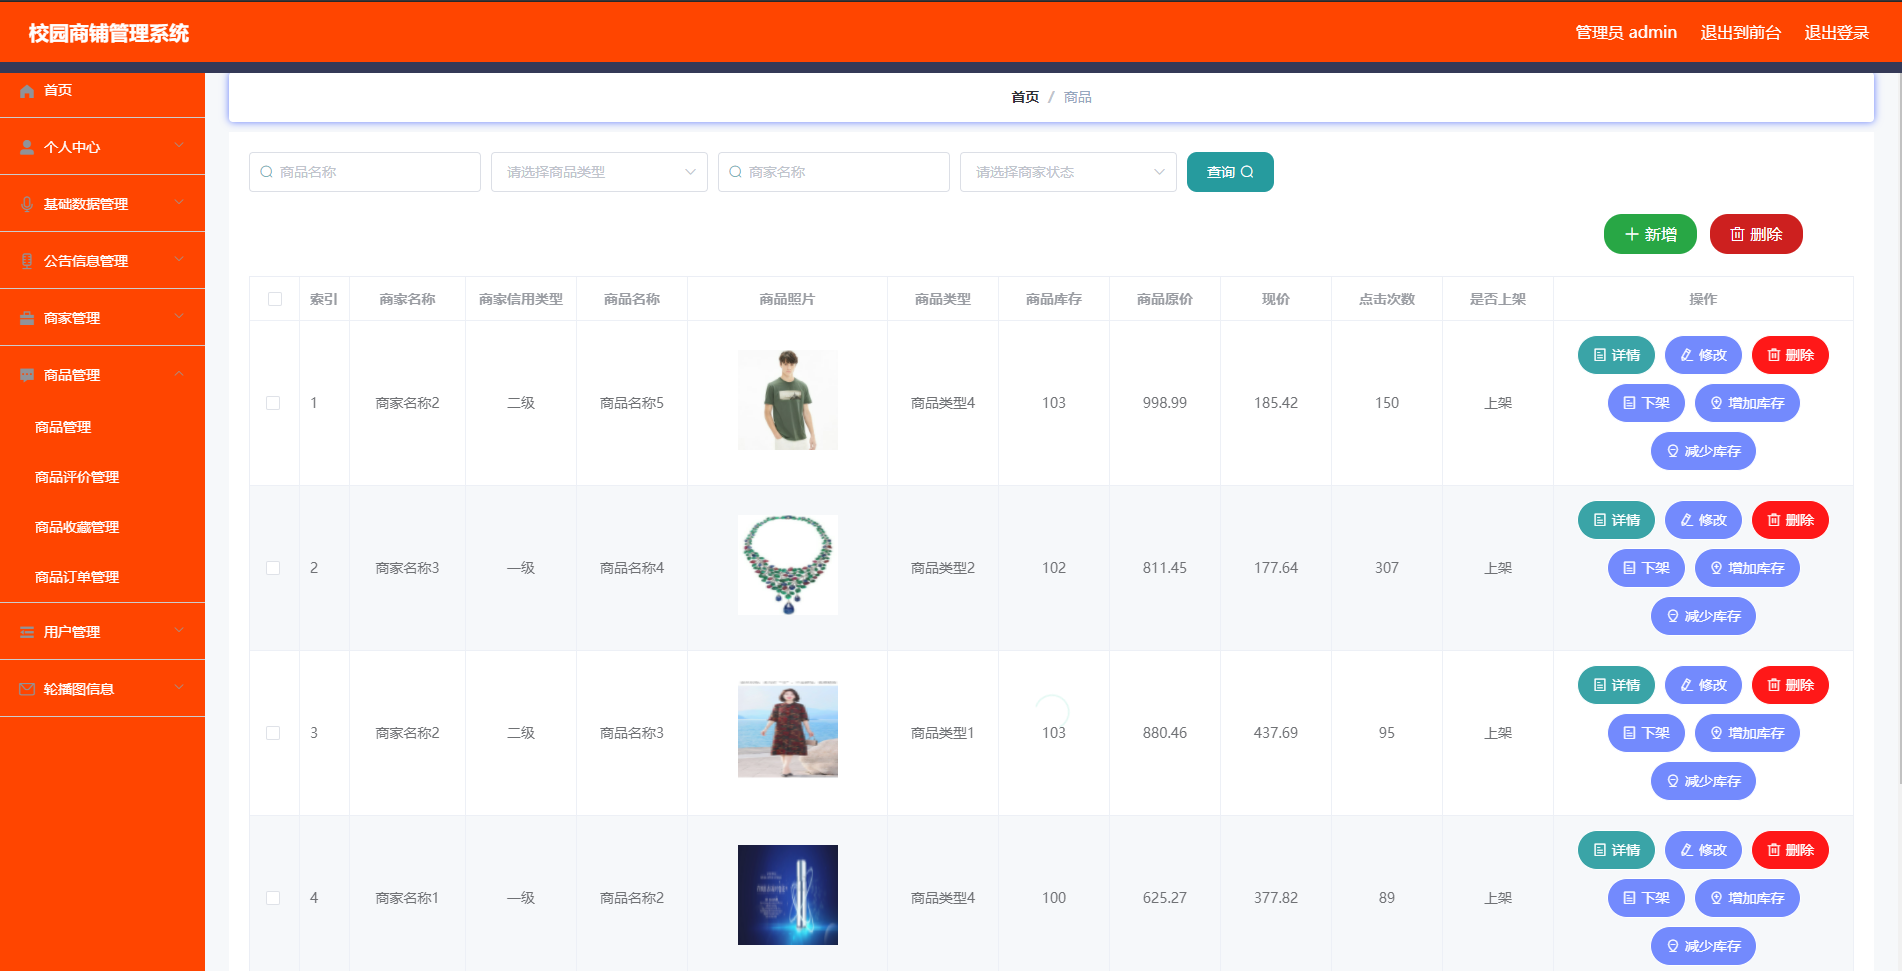 校园商铺管理系统
管理员 admin 退出到前台 退出登录
首页
个人中心
基础数据管理
公告信息管理
商家管理
商品管理
商品管理
商品评价管理
商品收藏管理
商品订单管理
用户管理
轮播图信息
首页 / 商品
商品名称 请选择商品类型 商家名称 请选择商家状态 查询
新增 删除
索引 商家名称 商家信用类型 商品名称 商品照片 商品类型 商品库存 商品原价 现价 点击次数 是否上架 操作
详情 修改 删除
1 商家名称2 二级 商品名称5 商品类型4 103 998.99 185.42 150 上架 下架 增加库存
减少库存
详情 修改 删除
2 商家名称3 一级 商品名称4 商品类型2 102 811.45 177.64 307 上架 下架 增加库存
减少库存
详情 修改 删除
3 商家名称2 二级 商品名称3 商品类型1 103 880.46 437.69 95 上架 下架 增加库存
减少库存
详情 修改 删除
4 商家名称1 一级 商品名称2 商品类型4 100 625.27 377.82 89 上架 下架 增加库存
减少库存